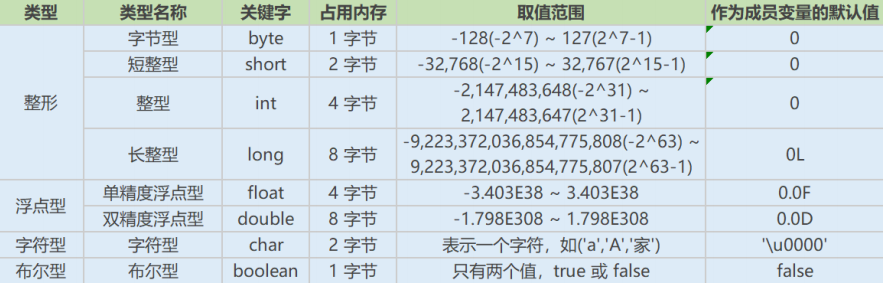 类型 类型名称 关键字 占用内存 取值范围 作为成员变量的默认值
整形 字节型 byte 1 字节 -128(-2^7) ~ 127(2^7-1) 0
短整型 short 2 字节 -32,768(-2^15) ~ 32,767(2^15-1) 0
整型 int 4 字节 -2,147,483,648(-2^31) ~
2,147,483,647(2^31-1) 0
长整型 long 8 字节 -9,223,372,036,854,775,808(-2^63) ~
9,223,372,036,854,775,807(2^63-1) 0L
浮点型 单精度浮点型 float 4 字节 -3.403E38 ~ 3.403E38 0.0F
双精度浮点型 double 8 字节 -1.798E308 ~ 1.798E308 0.0D
字符型 字符型 char 2 字节 表示一个字符，如('a','A','家') '\u0000'
布尔型 布尔型 boolean 1 字节 只有两个值，true 或 false false